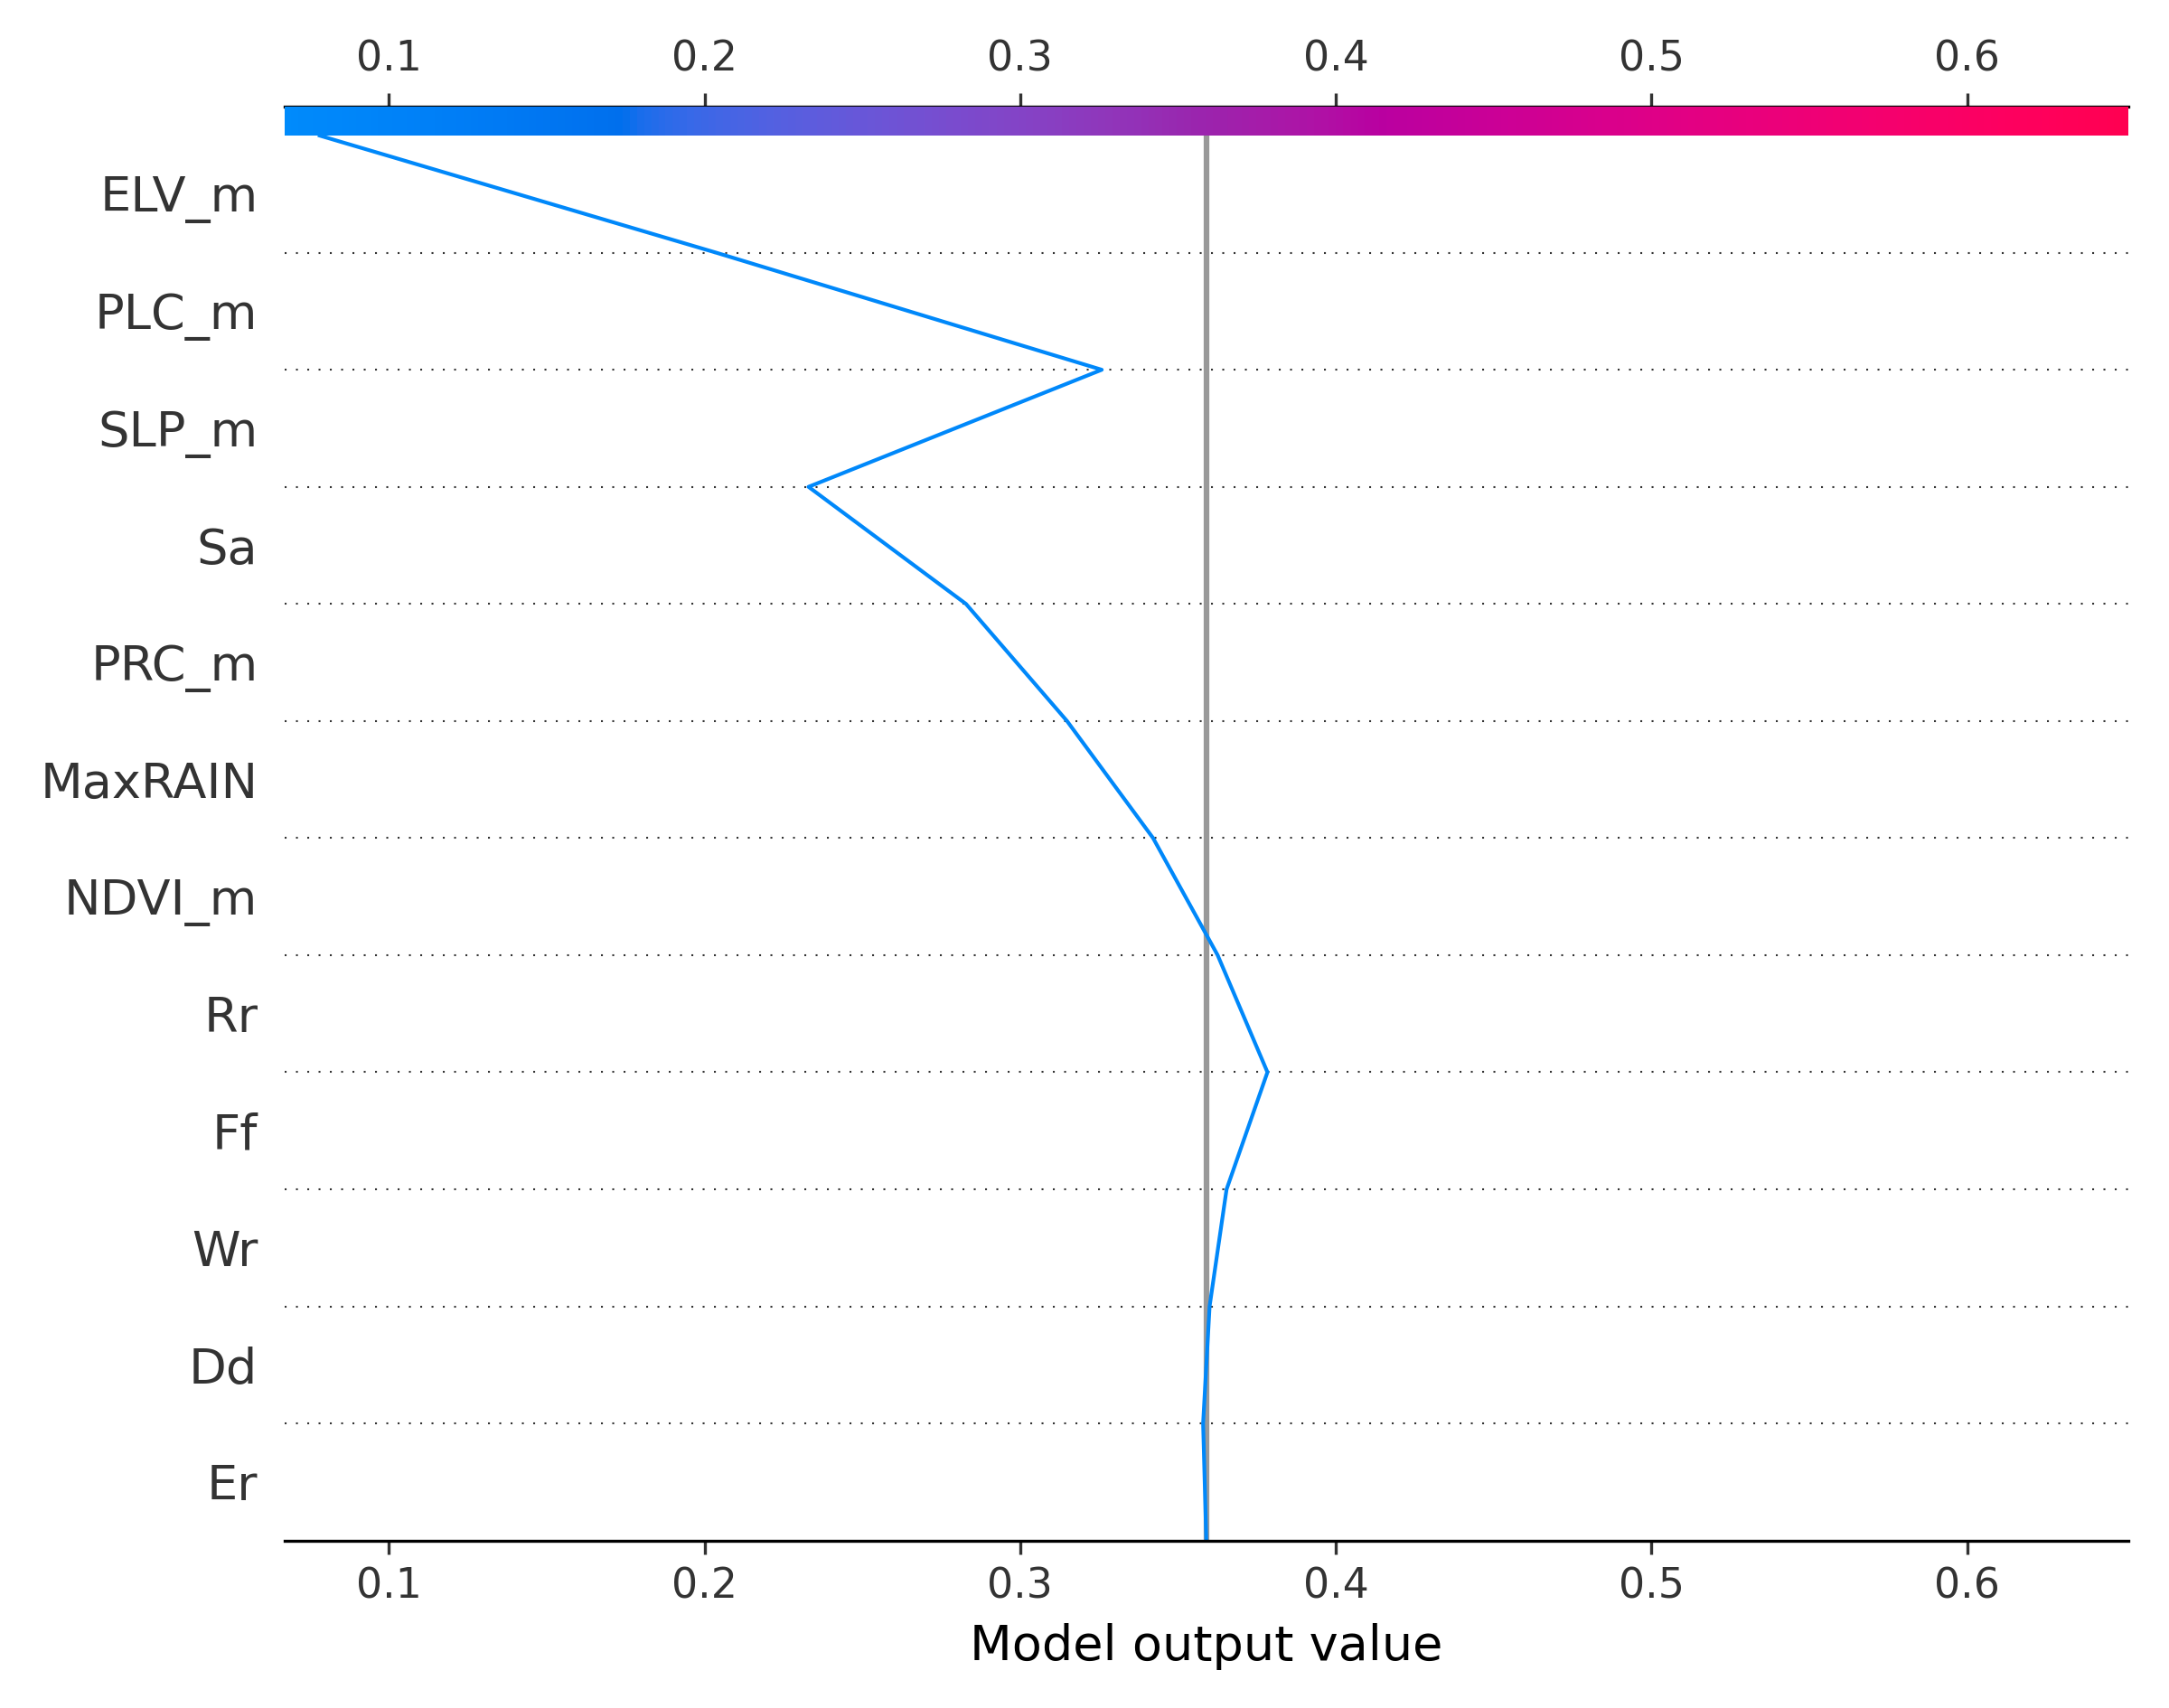 0.1 0.2 0.3 0.4 0.5 0.6
ELV_m
PLC_m
SLP_m
Sa
PRC_m
MaxRAIN
NDVI_m
Rr
Ff
Wr
Dd
Er
0.1 0.2 0.3 0.4 0.5 0.6
Model output value